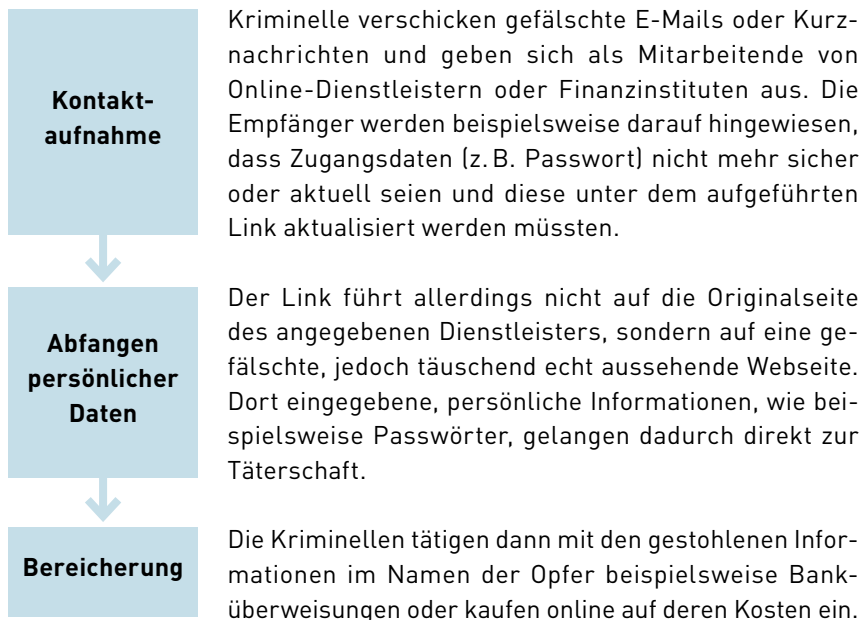 Kontakt-
aufnahme
Kriminelle verschicken gefälschte E-Mails oder Kurz-
nachrichten und geben sich als Mitarbeitende von
Online-Dienstleistern oder Finanzinstituten aus. Die
Empfänger werden beispielsweise darauf hingewiesen,
dass Zugangsdaten (z. B. Passwort) nicht mehr sicher
oder aktuell seien und diese unter dem aufgeführten
Link aktualisiert werden müssten.
Abfangen
persönlicher
Daten
Der Link führt allerdings nicht auf die Originalseite
des angegebenen Dienstleisters, sondern auf eine ge-
fälschte, jedoch täuschend echt aussehende Webseite.
Dort eingegebene, persönliche Informationen, wie bei-
spielsweise Passwörter, gelangen dadurch direkt zur
Täterschaft.
Bereicherung
Die Kriminellen tätigen dann mit den gestohlenen Infor-
mationen im Namen der Opfer beispielsweise Bank-
überweisungen oder kaufen online auf deren Kosten ein.